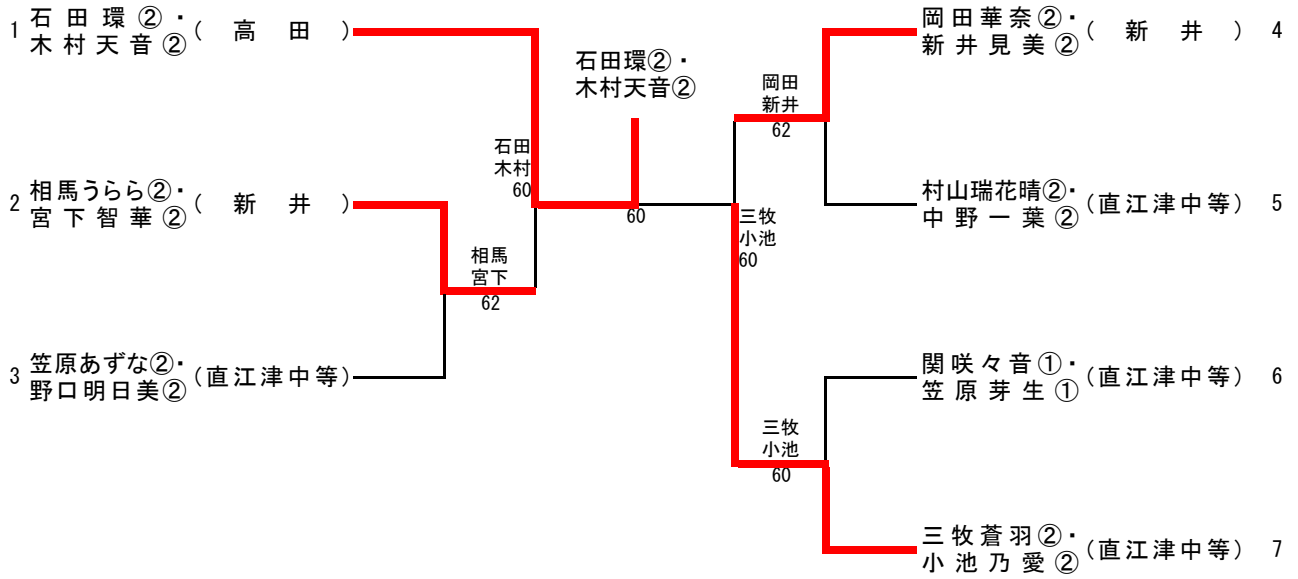 1 石田環②・木村天音② (高田)
2 相馬うらら②・宮下智華② (新井)
3 笠原あずな②・野口明日美② (直江津中等)
相馬
宮下
62
石田
木村
60
石田環②・
木村天音②
60
岡田
新井
62
三牧
小池
60
三牧
小池
60
岡田華奈②・新井見美② (新井) 4
村山瑞花晴②・中野一葉② (直江津中等) 5
関咲々音①・笠原芽生① (直江津中等) 6
三牧蒼羽②・小池乃愛② (直江津中等) 7